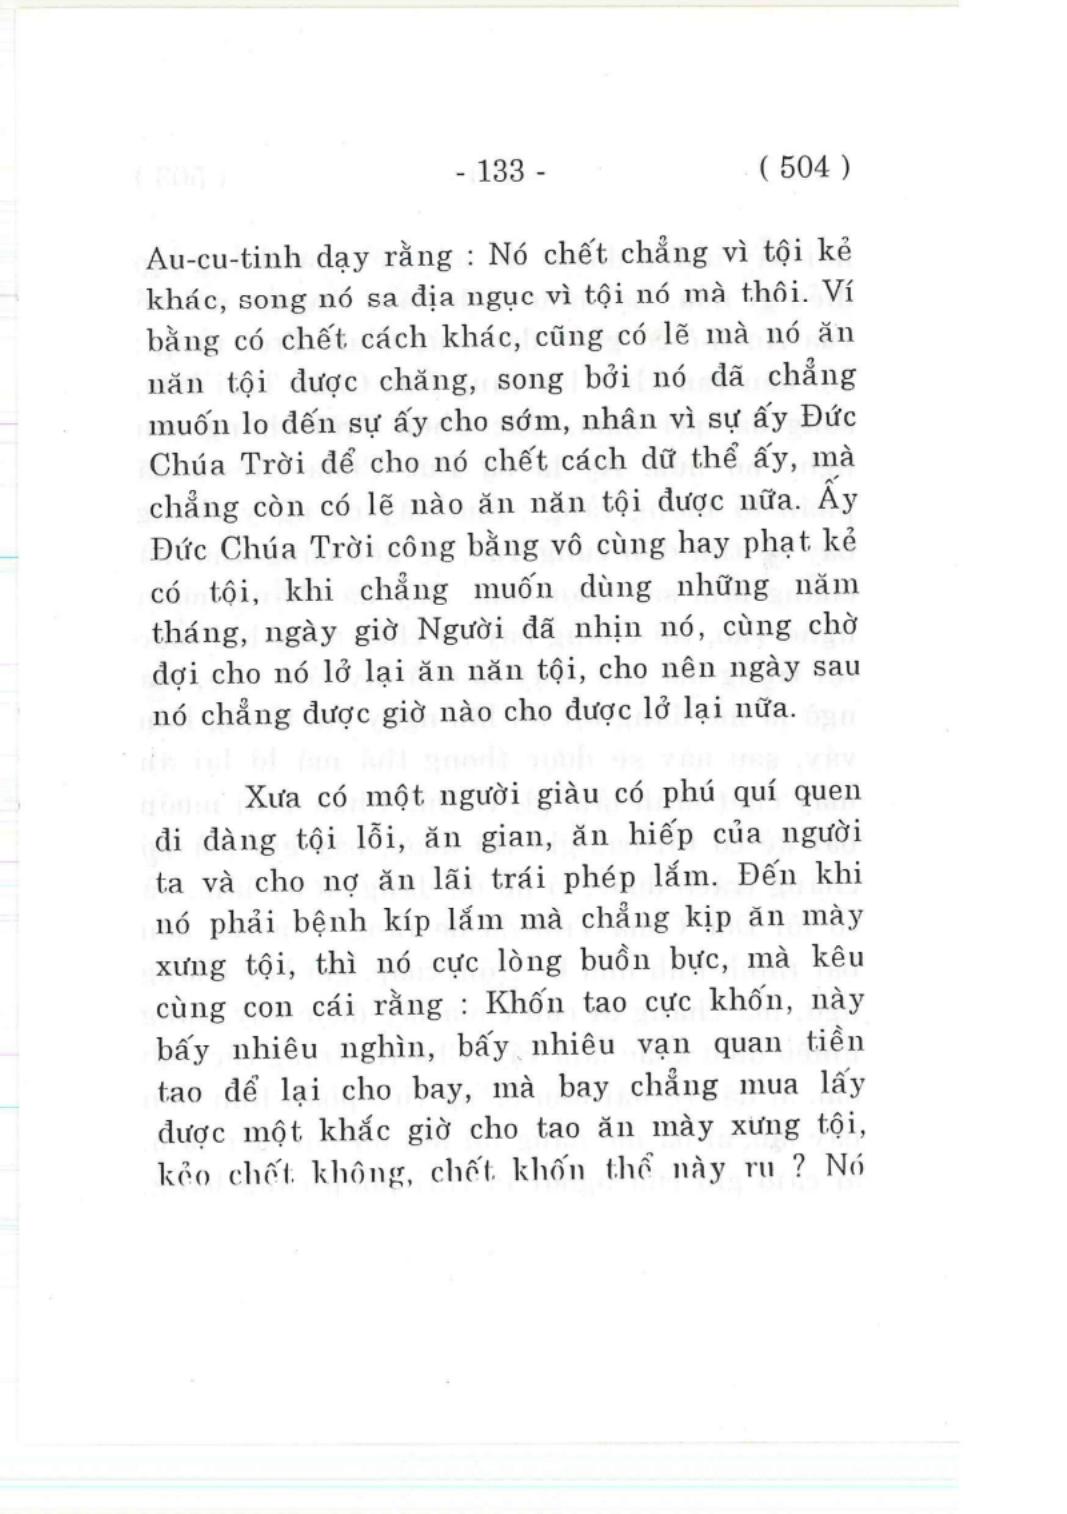 - 133 -
( 504 )
Au-cu-tinh dạy rằng : Nó chết chẳng vì tội kẻ
khác, song nó sa địa ngục vì tội nó mà thôi. Ví
bằng có chết cách khác, cũng có lẽ mà nó ăn
năn tội được chăng, song bởi nó đã chẳng
muốn lo đến sự ấy cho sớm, nhân vì sự ấy Đức
Chúa Trời để cho nó chết cách dữ thể ấy, mà
chẳng còn có lẽ nào ăn năn tội được nữa. Ấy
Đức Chúa Trời công bằng vô cùng hay phạt kẻ
có tội, khi chẳng muốn dùng những năm
tháng, ngày giờ Người đã nhịn nó, cùng chờ
đợi cho nó lở lại ăn năn tội, cho nên ngày sau
nó chẳng được giờ nào cho được lở lại nữa.
Xưa có một người giàu có phú quí quen
đi đàng tội lỗi, ăn gian, ăn hiếp của người
ta và cho nợ ăn lãi trái phép lắm. Đến khi
nó phải bệnh kíp lắm mà chẳng kip ăn mày
xưng tội, thì nó cực lòng buồn bực, mà kêu
cùng con cái rằng : Khốn tao cực khốn, này
bấy nhiêu nghìn, bấy nhiêu vạn quan tiền
tao để lại cho bay, mà bay chẳng mua lấy
được một khắc giờ cho tao ăn mày xưng tội,
kẻo chết không, chết khốn thể này ru ? Nó